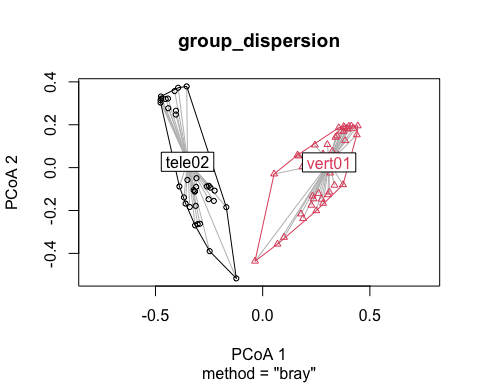 group_dispersion
PCoA 2
0.4
0.2
0.0
-0.2
-0.4
tele02
vert01
-0.5
0.0
0.5
PCoA 1
method = "bray"